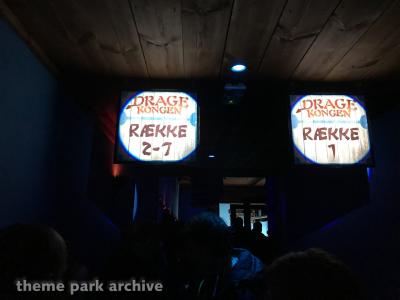 DRAGE
KONGEN
RÆKKE
2-7
DRAGE
KONGEN
RÆKKE
1
theme park archive